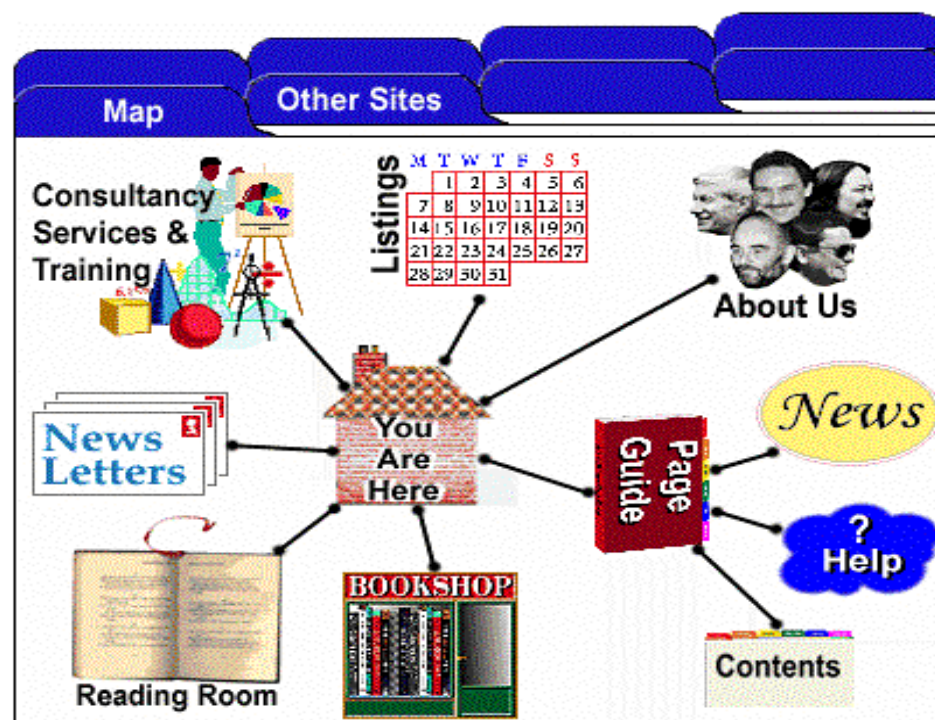 Map
Other Sites
Consultancy
Services &
Training
Listings
M T W T F S S
1 2 3 4 5 6
7 8 9 10 11 12 13
14 15 16 17 18 19 20
21 22 23 24 25 26 27
28 29 30 31
About Us
You
Are
Here
News
Letters
Page
Guide
News
?
Help
Contents
BOOKSHOP
Reading Room